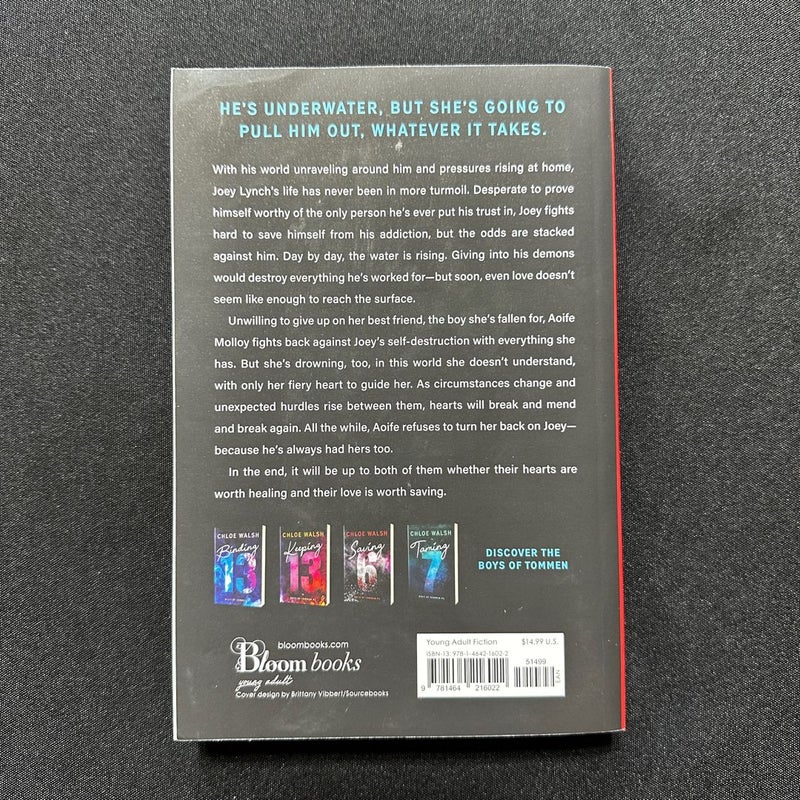 HE'S UNDERWATER, BUT SHE'S GOING TO
PULL HIM OUT, WHATEVER IT TAKES.
With his world unraveling around him and pressures rising at home,
Joey Lynch's life has never been in more turmoil. Desperate to prove
himself worthy of the only person he's ever put his trust in, Joey fights
hard to save himself from his addiction, but the odds are stacked
against him. Day by day, the water is rising. Giving into his demons
would destroy everything he's worked for—but soon, even love doesn't
seem like enough to reach the surface.
Unwilling to give up on her best friend, the boy she's fallen for, Aoife
Molloy fights back against Joey's self-destruction with everything she
has. But she's drowning, too, in this world she doesn't understand,
with only her fiery heart to guide her. As circumstances change and
unexpected hurdles rise between them, hearts will break and mend
and break again. All the while, Aoife refuses to turn her back on Joey—
because he's always had hers too.
In the end, it will be up to both of them whether their hearts are
worth healing and their love is worth saving.
CHLOE WALSH
Binding
13
CHLOE WALSH
Keeping
13
CHLOE WALSH
Saving
6
CHLOE WALSH
Taming
7
DISCOVER THE
BOYS OF TOMMEN
bloombooks.com
Bloom books
young adult
Cover design by Brittany Vibbert/Sourcebooks
Young Adult Fiction $14.99 U.S.
ISBN-13: 978-1-4642-1602-2
51499
EAN
9 781464 216022